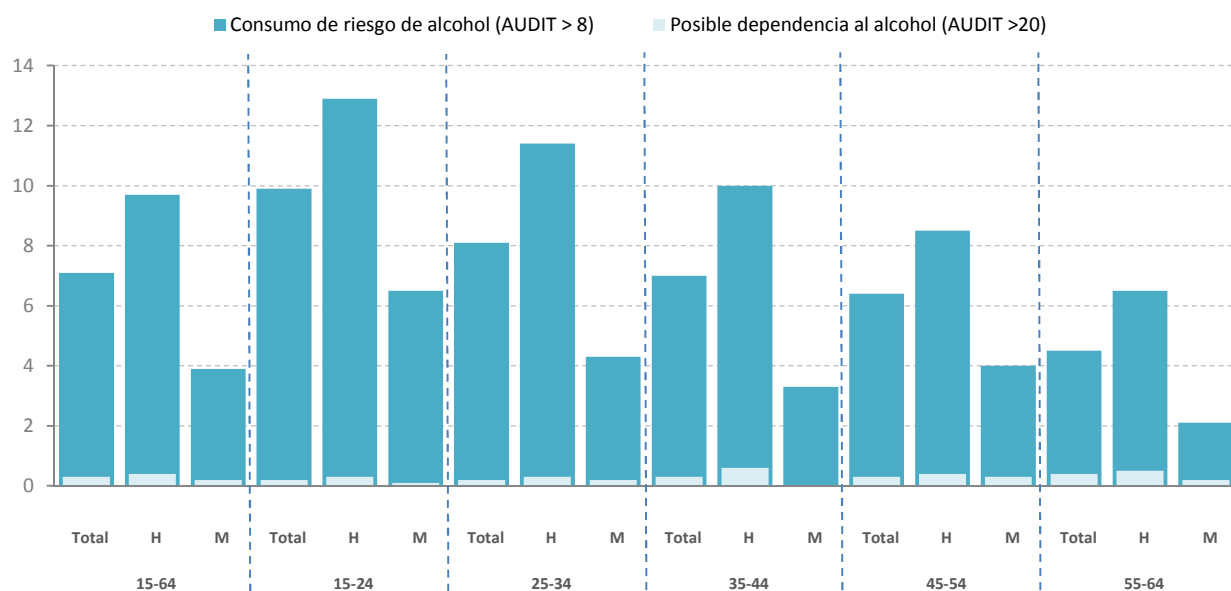 Consumo de riesgo de alcohol (AUDIT > 8) Posible dependencia al alcohol (AUDIT >20)
14
12
10
8
6
4
2
0
Total H M Total H M Total H M Total H M Total H M Total H M
15-64 15-24 25-34 35-44 45-54 55-64